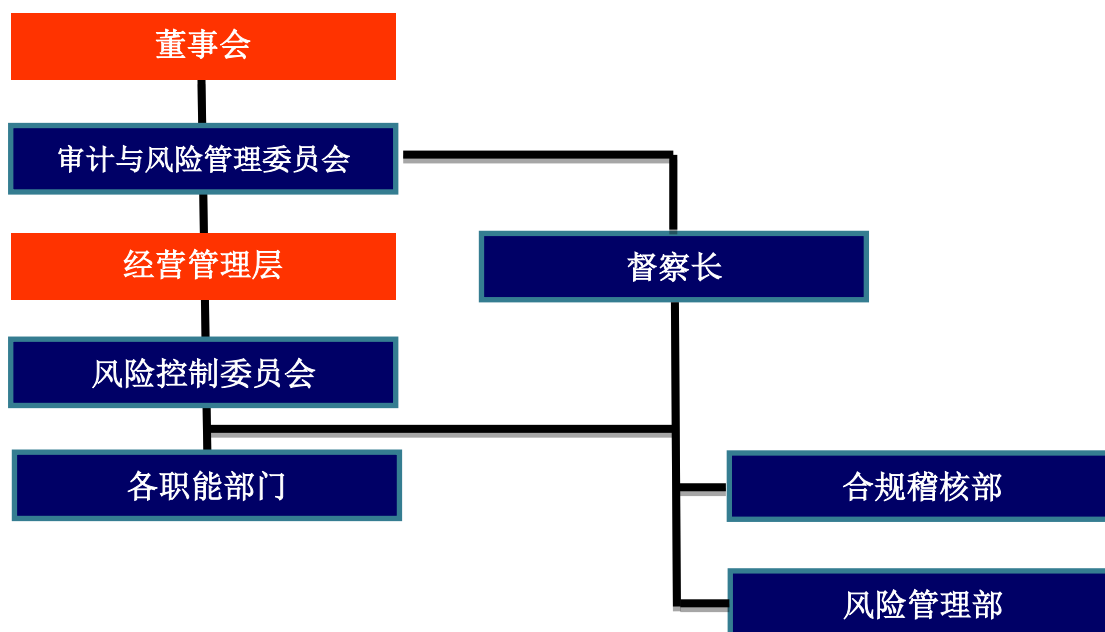 董事会
审计与风险管理委员会
经营管理层
督察长
风险控制委员会
各职能部门
合规稽核部
风险管理部